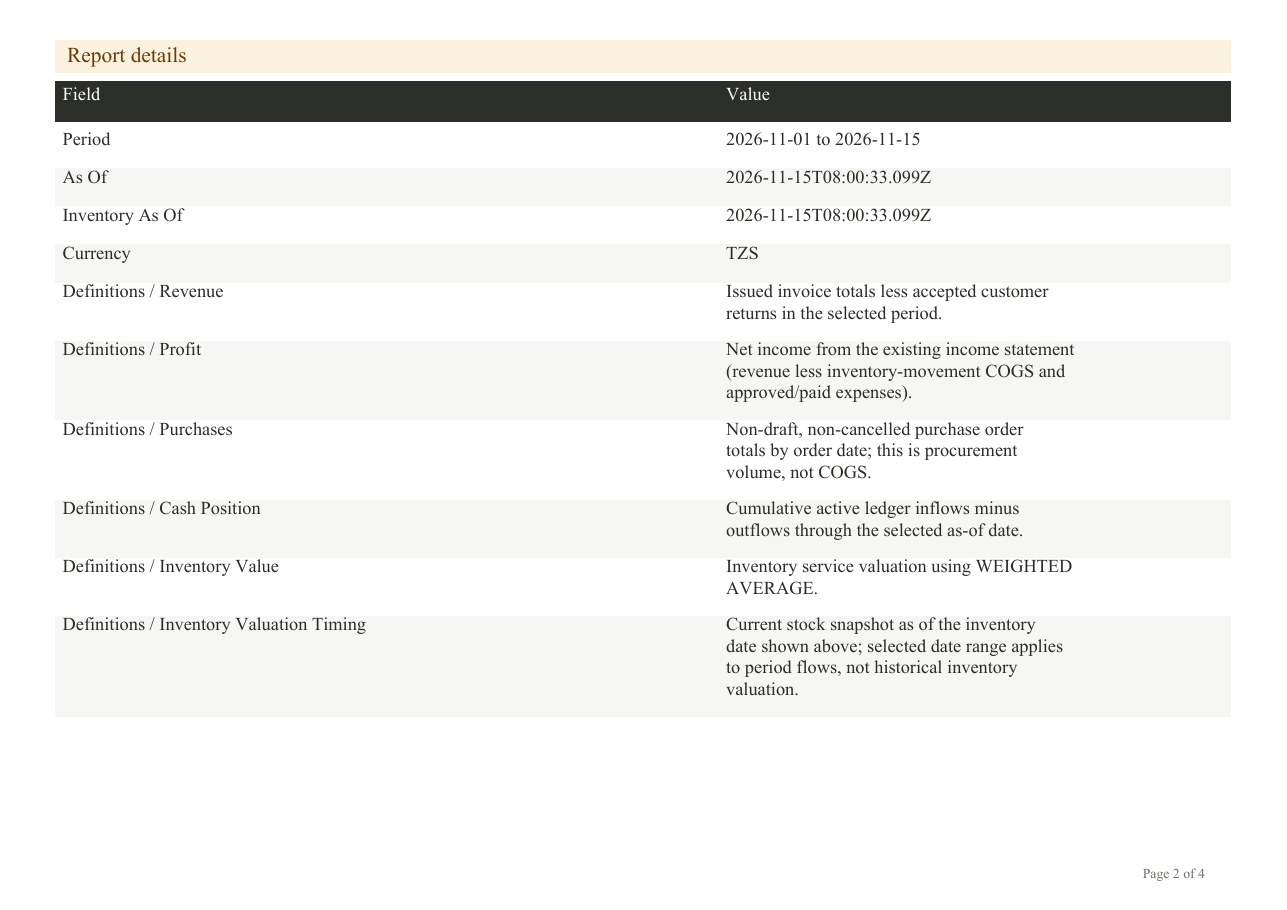 Report details
Field Value
Period 2026-11-01 to 2026-11-15
As Of 2026-11-15T08:00:33.099Z
Inventory As Of 2026-11-15T08:00:33.099Z
Currency TZS
Definitions / Revenue Issued invoice totals less accepted customer
returns in the selected period.
Definitions / Profit Net income from the existing income statement
(revenue less inventory-movement COGS and
approved/paid expenses).
Definitions / Purchases Non-draft, non-cancelled purchase order
totals by order date; this is procurement
volume, not COGS.
Definitions / Cash Position Cumulative active ledger inflows minus
outflows through the selected as-of date.
Definitions / Inventory Value Inventory service valuation using WEIGHTED
AVERAGE.
Definitions / Inventory Valuation Timing Current stock snapshot as of the inventory
date shown above; selected date range applies
to period flows, not historical inventory
valuation.
Page 2 of 4